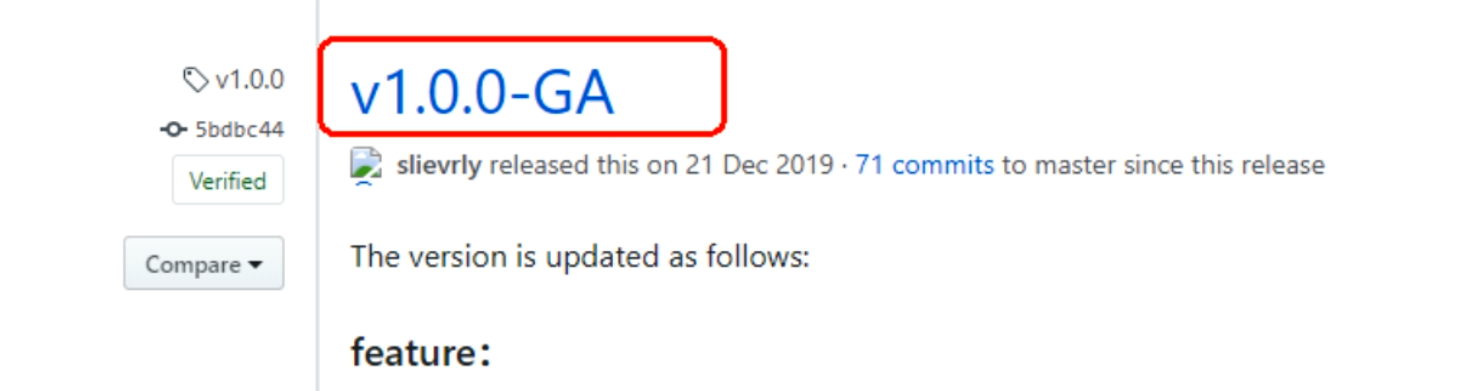 v1.0.0
5bdbc44
Verified
Compare
v1.0.0-GA
slievrly released this on 21 Dec 2019 · 71 commits to master since this release
The version is updated as follows:
feature：